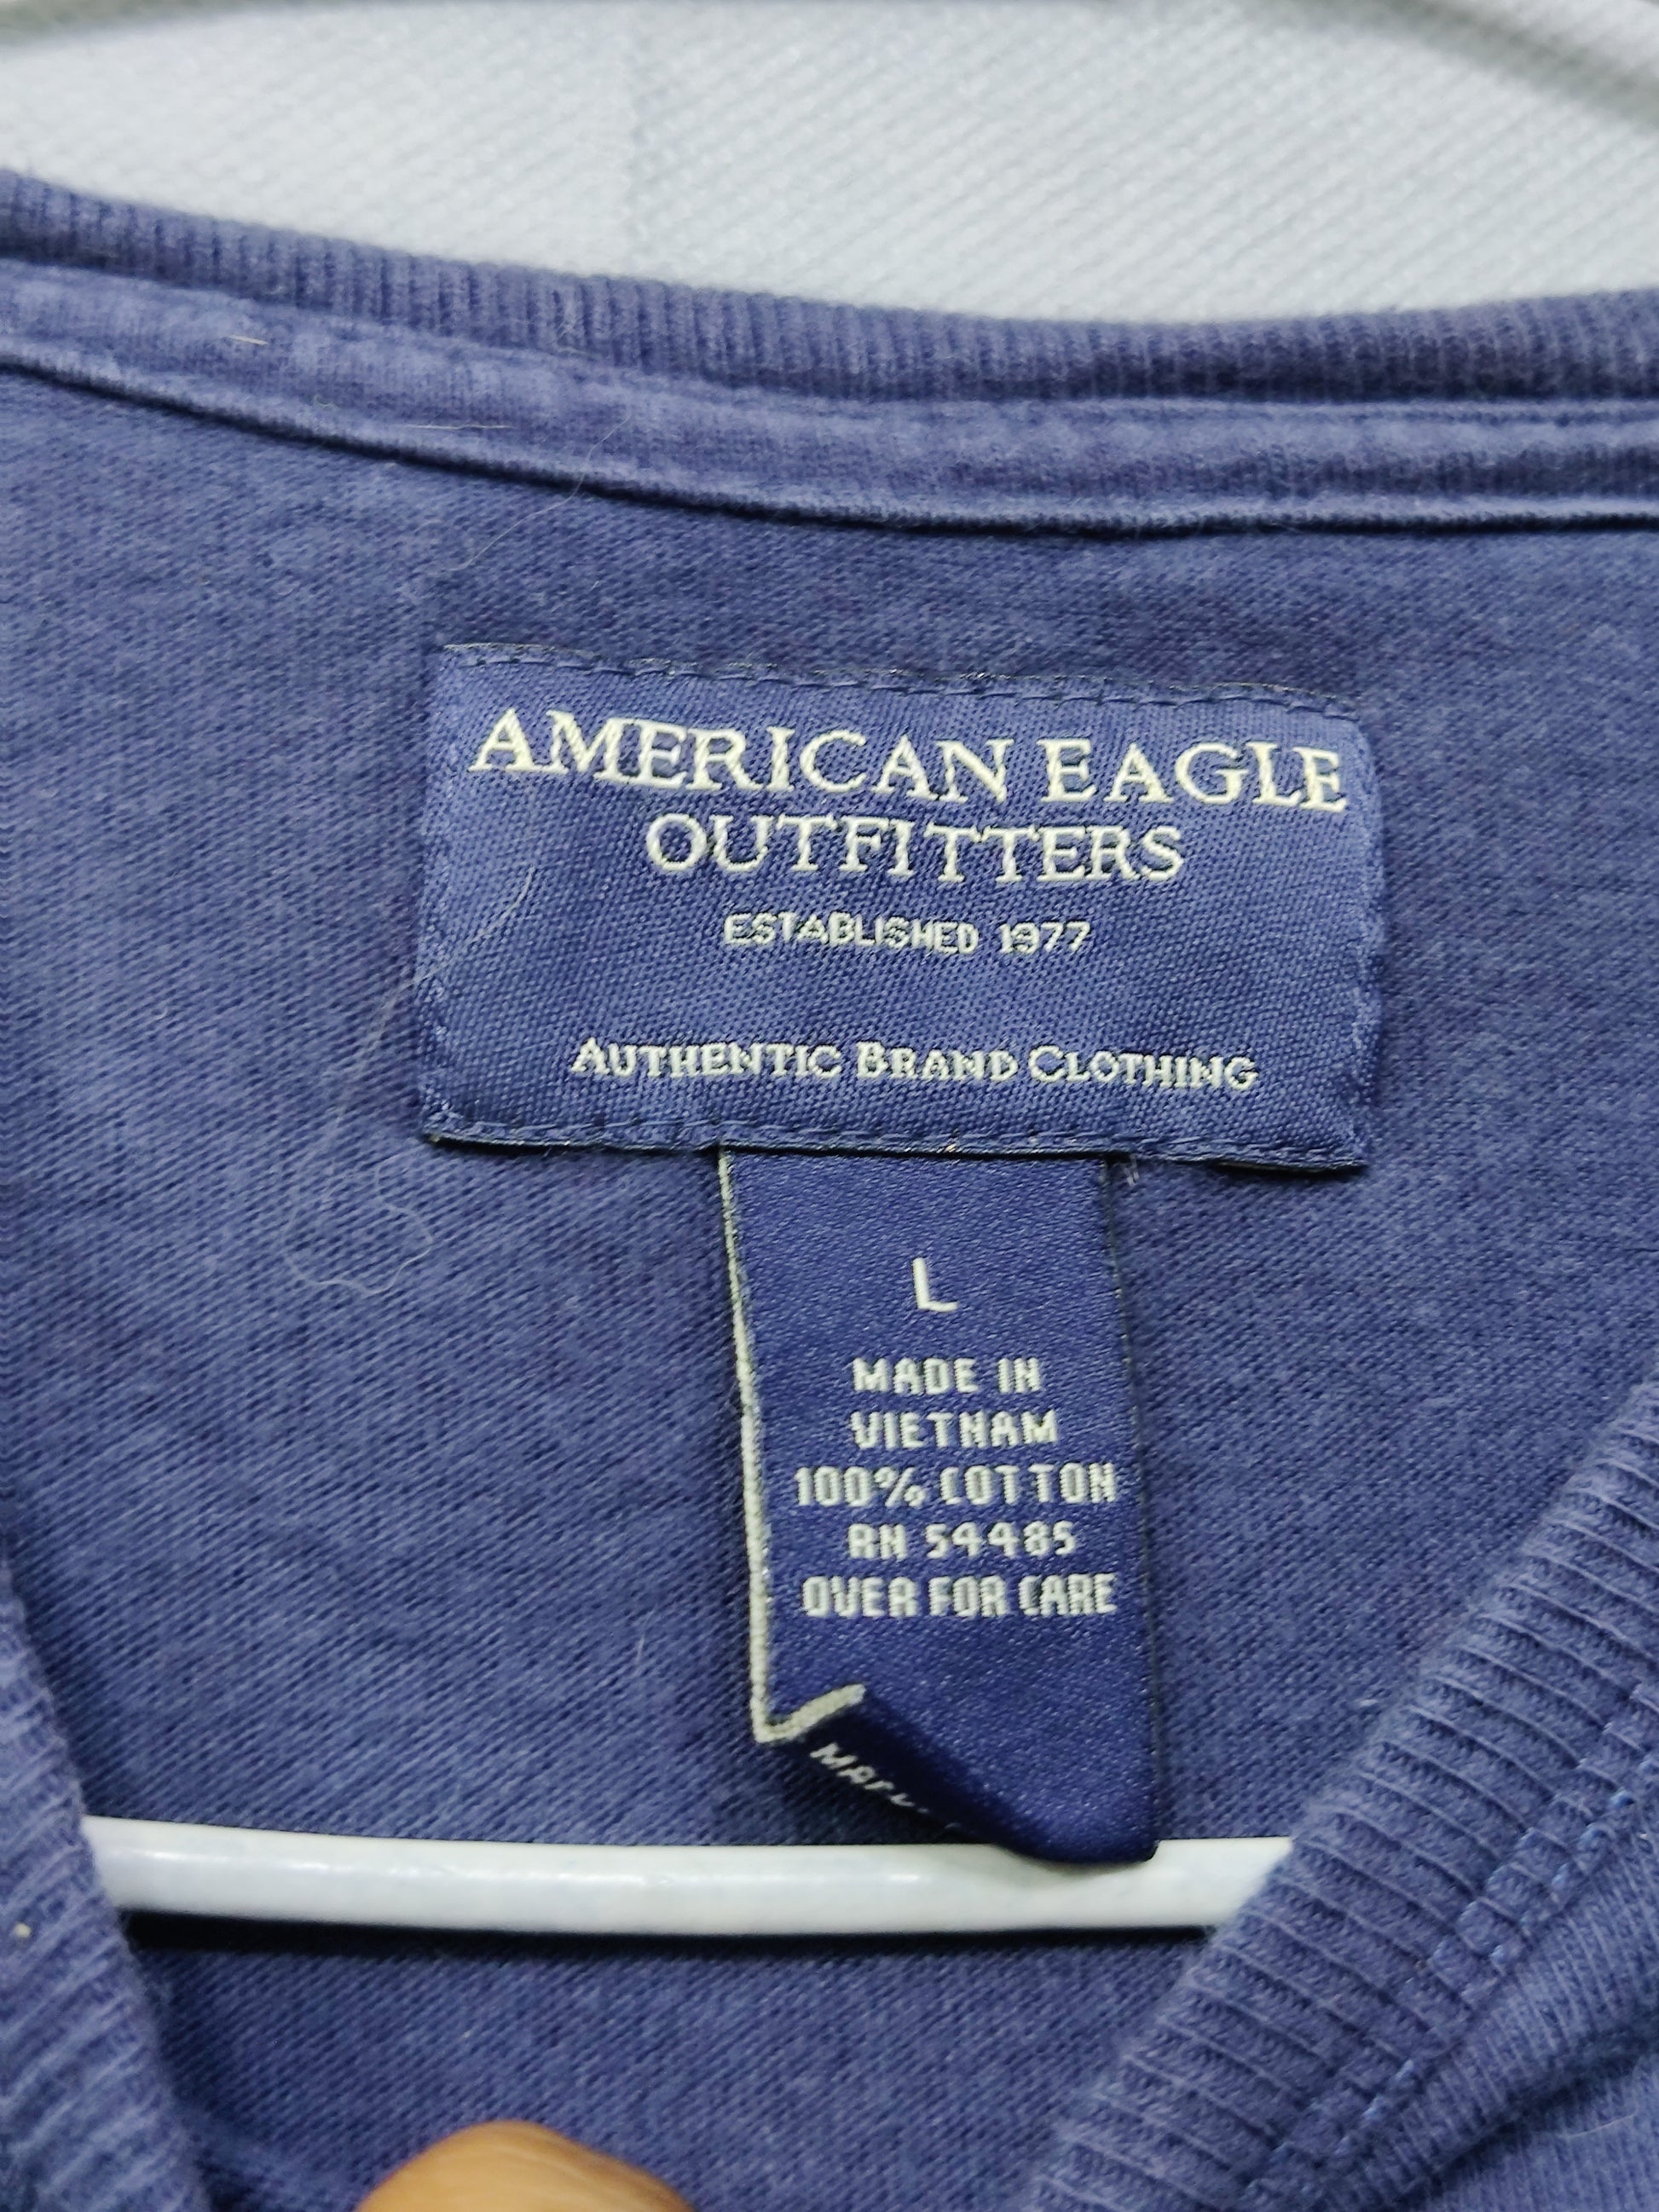 AMERICAN EAGLE
OUTFITTERS
ESTABLISHED 1977
AUTHENTIC BRAND CLOTHING
L
MADE IN
VIETNAM
100% COTTON
RN 54485
OVER FOR CARE